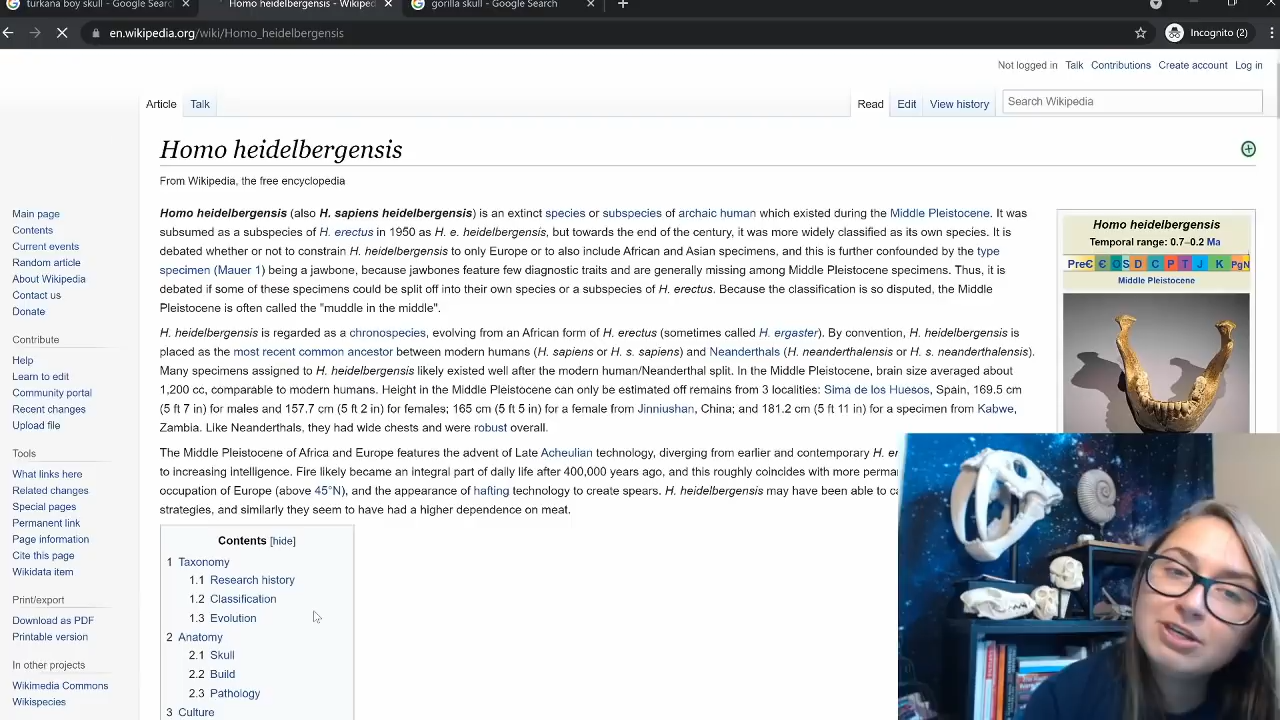 turkana boy skull - Google Search
Homo heidelbergensis - Wikiped
gorilla skull - Google Search
en.wikipedia.org/wiki/Homo_heidelbergensis
Incognito (2)
Not logged in Talk Contributions Create account Log in
Article Talk
Read Edit View history
Search Wikipedia
Homo heidelbergensis
From Wikipedia, the free encyclopedia
Homo heidelbergensis (also H. sapiens heidelbergensis) is an extinct species or subspecies of archaic human which existed during the Middle Pleistocene. It was
subsumed as a subspecies of H. erectus in 1950 as H. e. heidelbergensis, but towards the end of the century, it was more widely classified as its own species. It is
debated whether or not to constrain H. heidelbergensis to only Europe or to also include African and Asian specimens, and this is further confounded by the type
specimen (Mauer 1) being a jawbone, because jawbones feature few diagnostic traits and are generally missing among Middle Pleistocene specimens. Thus, it is
debated if some of these specimens could be split off into their own species or a subspecies of H. erectus. Because the classification is so disputed, the Middle
Pleistocene is often called the "muddle in the middle".
H. heidelbergensis is regarded as a chronospecies, evolving from an African form of H. erectus (sometimes called H. ergaster). By convention, H. heidelbergensis is
placed as the most recent common ancestor between modern humans (H. sapiens or H. s. sapiens) and Neanderthals (H. neanderthalensis or H. s. neanderthalensis).
Many specimens assigned to H. heidelbergensis likely existed well after the modern human/Neanderthal split. In the Middle Pleistocene, brain size averaged about
1,200 cc, comparable to modern humans. Height in the Middle Pleistocene can only be estimated off remains from 3 localities: Sima de los Huesos, Spain, 169.5 cm
(5 ft 7 in) for males and 157.7 cm (5 ft 2 in) for females; 165 cm (5 ft 5 in) for a female from Jinniushan, China; and 181.2 cm (5 ft 11 in) for a specimen from Kabwe,
Zambia. Like Neanderthals, they had wide chests and were robust overall.
The Middle Pleistocene of Africa and Europe features the advent of Late Acheulian technology, diverging from earlier and contemporary H. er
to increasing intelligence. Fire likely became an integral part of daily life after 400,000 years ago, and this roughly coincides with more perma
occupation of Europe (above 45°N), and the appearance of hafting technology to create spears. H. heidelbergensis may have been able to ca
strategies, and similarly they seem to have had a higher dependence on meat.
Contents [hide]
1 Taxonomy
1.1 Research history
1.2 Classification
1.3 Evolution
2 Anatomy
2.1 Skull
2.2 Build
2.3 Pathology
3 Culture
Homo heidelbergensis
Temporal range: 0.7–0.2 Ma
PreꞒ Ꞓ O S D C P T J K PgN
Middle Pleistocene
Main page
Contents
Current events
Random article
About Wikipedia
Contact us
Donate
Contribute
Help
Learn to edit
Community portal
Recent changes
Upload file
Tools
What links here
Related changes
Special pages
Permanent link
Page information
Cite this page
Wikidata item
Print/export
Download as PDF
Printable version
In other projects
Wikimedia Commons
Wikispecies